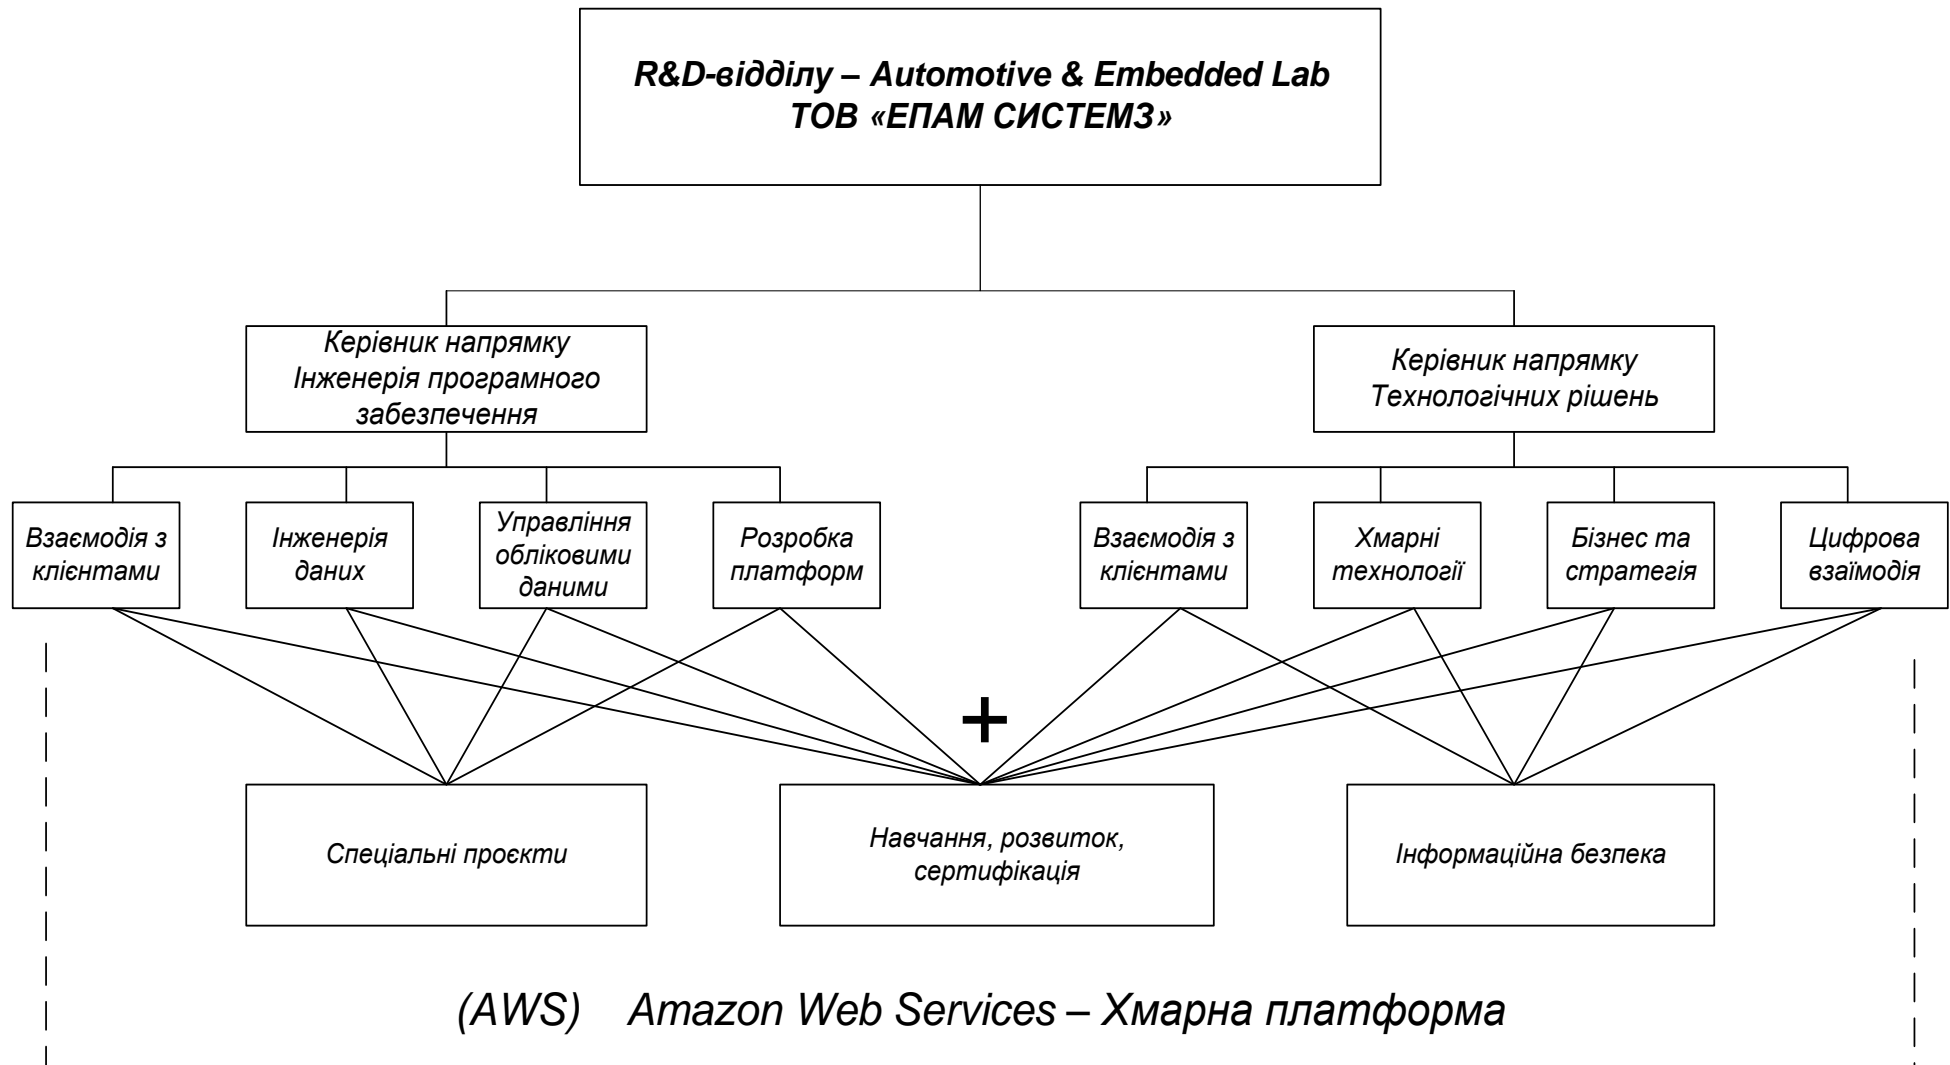 R&D-відділу – Automotive & Embedded Lab
ТОВ «ЕПАМ СИСТЕМЗ»
Керівник напрямку
Інженерія програмного
забезпечення
Керівник напрямку
Технологічних рішень
Взаємодія з
клієнтами
Інженерія
даних
Управління
обліковими
даними
Розробка
платформ
Взаємодія з
клієнтами
Хмарні
технології
Бізнес та
стратегія
Цифрова
взаїмодія
+
Спеціальні проєкти
Навчання, розвиток,
сертифікація
Інформаційна безпека
(AWS) Amazon Web Services – Хмарна платформа